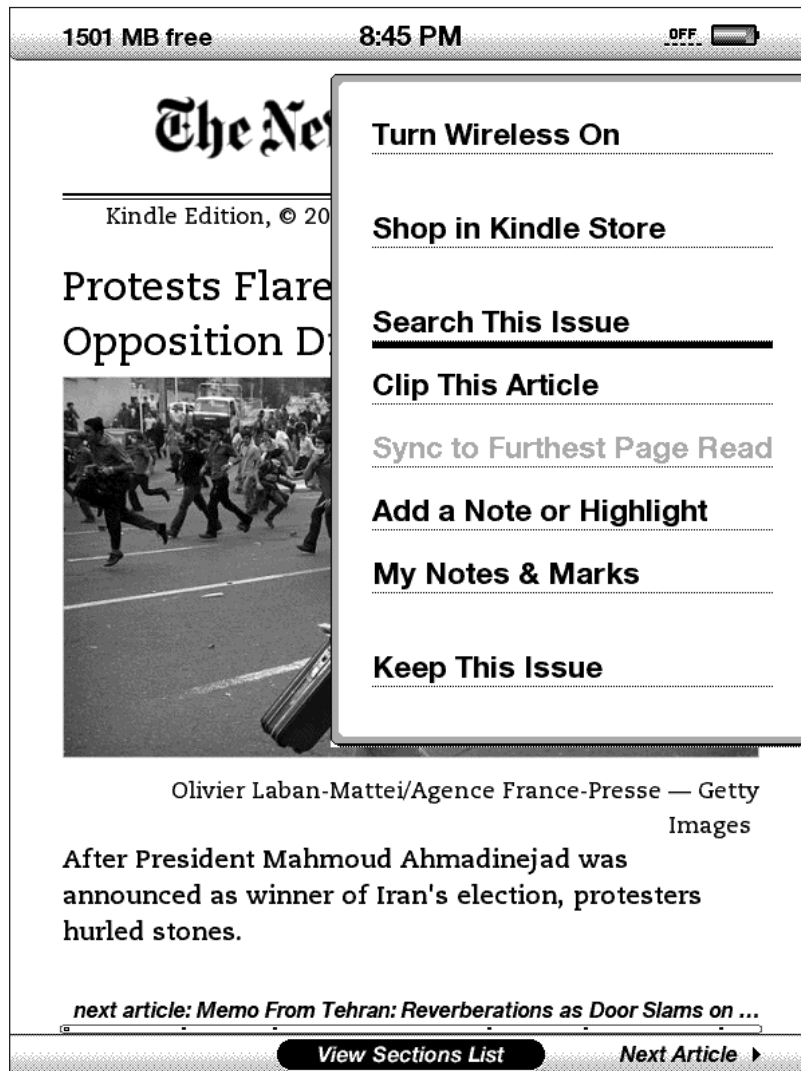 1501 MB free 8:45 PM OFF
The Ne
Kindle Edition, © 20
Protests Flare
Opposition D
Turn Wireless On
Shop in Kindle Store
Search This Issue
Clip This Article
Sync to Furthest Page Read
Add a Note or Highlight
My Notes & Marks
Keep This Issue
Olivier Laban-Mattei/Agence France-Presse — Getty
Images
After President Mahmoud Ahmadinejad was
announced as winner of Iran's election, protesters
hurled stones.
next article: Memo From Tehran: Reverberations as Door Slams on ...
View Sections List Next Article